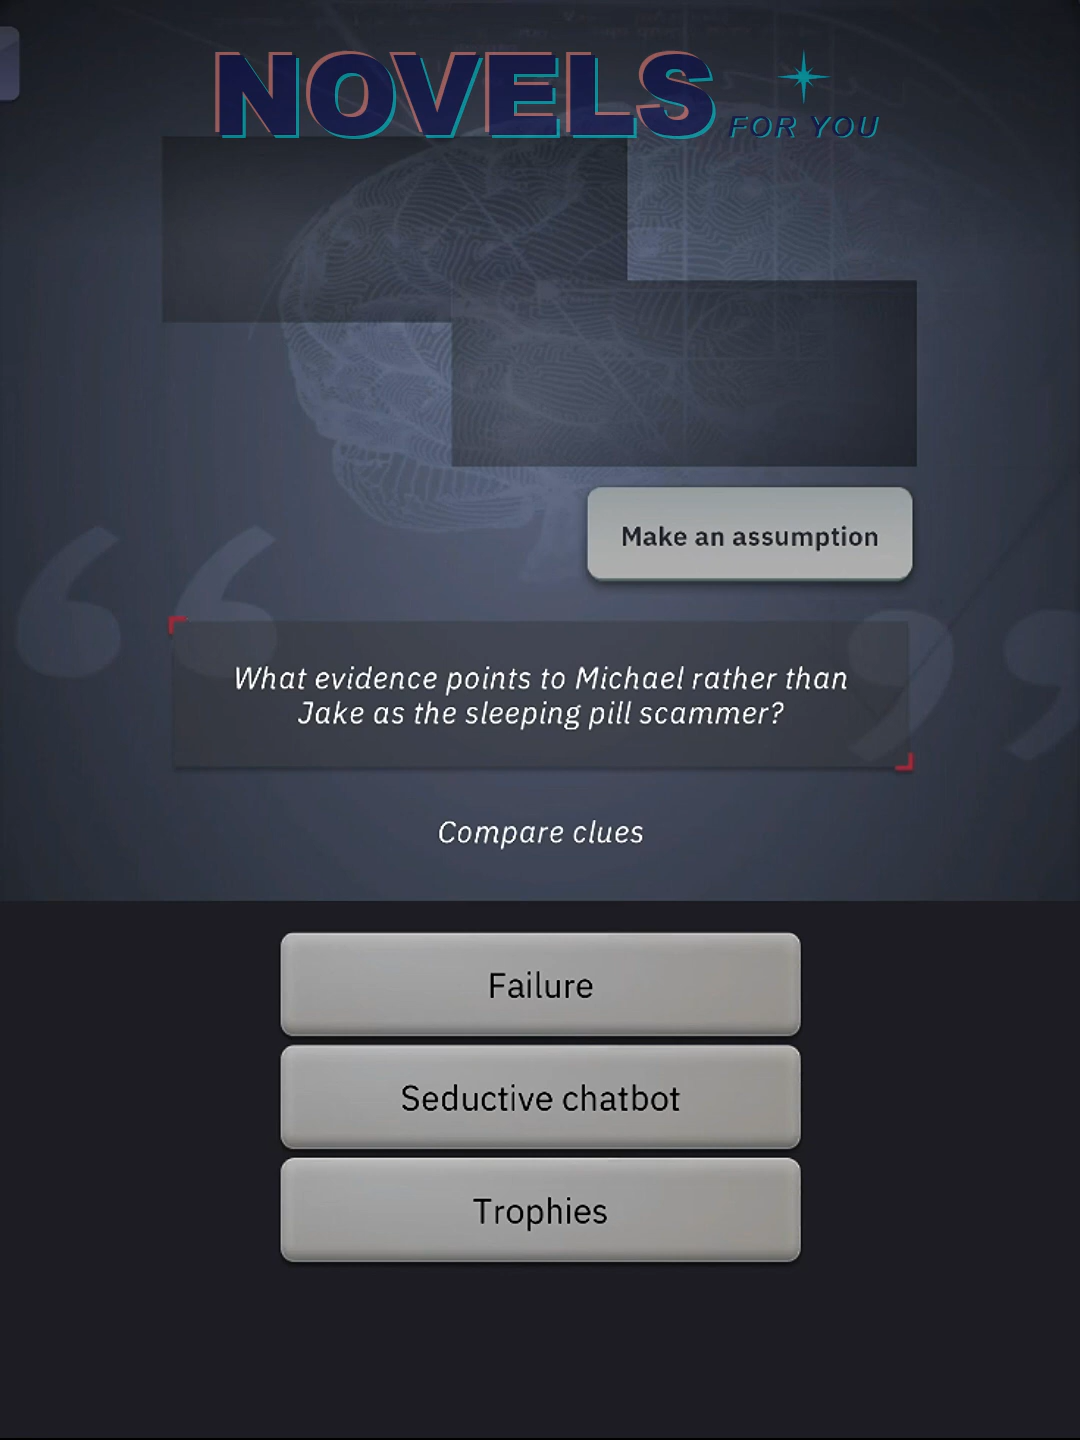 NOVELS
FOR YOU
Make an assumption
What evidence points to Michael rather than
Jake as the sleeping pill scammer?
Compare clues
Failure
Seductive chatbot
Trophies